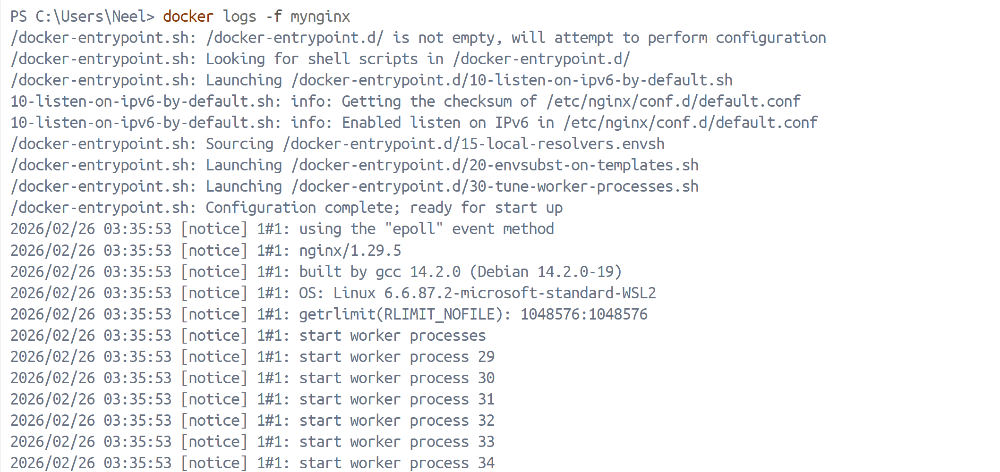 PS C:\Users\Neel> docker logs -f mynginx
/docker-entrypoint.sh: /docker-entrypoint.d/ is not empty, will attempt to perform configuration
/docker-entrypoint.sh: Looking for shell scripts in /docker-entrypoint.d/
/docker-entrypoint.sh: Launching /docker-entrypoint.d/10-listen-on-ipv6-by-default.sh
10-listen-on-ipv6-by-default.sh: info: Getting the checksum of /etc/nginx/conf.d/default.conf
10-listen-on-ipv6-by-default.sh: info: Enabled listen on IPv6 in /etc/nginx/conf.d/default.conf
/docker-entrypoint.sh: Sourcing /docker-entrypoint.d/15-local-resolvers.envsh
/docker-entrypoint.sh: Launching /docker-entrypoint.d/20-envsubst-on-templates.sh
/docker-entrypoint.sh: Launching /docker-entrypoint.d/30-tune-worker-processes.sh
/docker-entrypoint.sh: Configuration complete; ready for start up
2026/02/26 03:35:53 [notice] 1#1: using the "epoll" event method
2026/02/26 03:35:53 [notice] 1#1: nginx/1.29.5
2026/02/26 03:35:53 [notice] 1#1: built by gcc 14.2.0 (Debian 14.2.0-19)
2026/02/26 03:35:53 [notice] 1#1: OS: Linux 6.6.87.2-microsoft-standard-WSL2
2026/02/26 03:35:53 [notice] 1#1: getrlimit(RLIMIT_NOFILE): 1048576:1048576
2026/02/26 03:35:53 [notice] 1#1: start worker processes
2026/02/26 03:35:53 [notice] 1#1: start worker process 29
2026/02/26 03:35:53 [notice] 1#1: start worker process 30
2026/02/26 03:35:53 [notice] 1#1: start worker process 31
2026/02/26 03:35:53 [notice] 1#1: start worker process 32
2026/02/26 03:35:53 [notice] 1#1: start worker process 33
2026/02/26 03:35:53 [notice] 1#1: start worker process 34